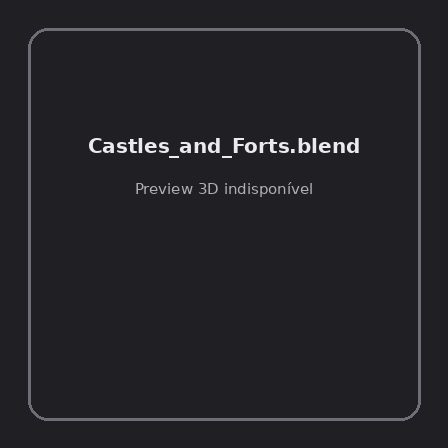 Castles_and_Forts.blend
Preview 3D indisponível